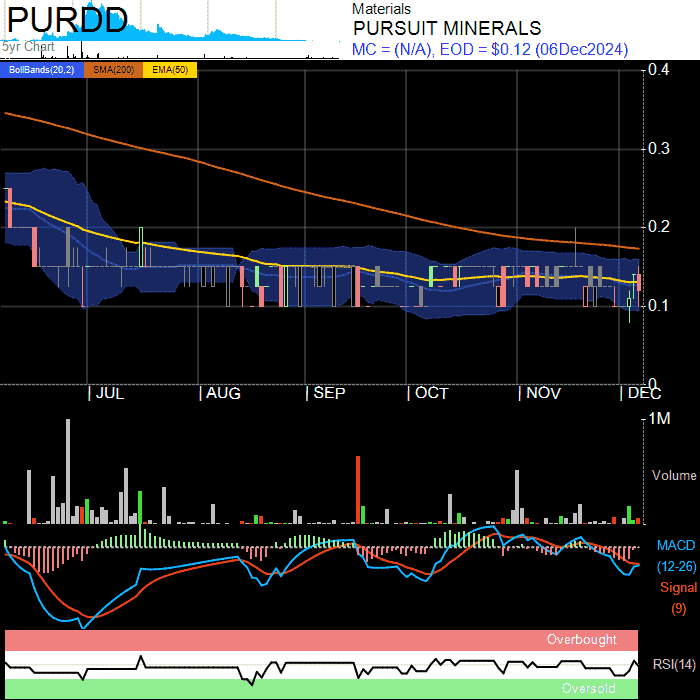 PURDD
5yr Chart
Materials
PURSUIT MINERALS
MC = (N/A), EOD = $0.12 (06Dec2024)
BollBands(20,2) SMA(200) EMA(50)
0.4
0.3
0.2
0.1
0
JUL AUG SEP OCT NOV DEC
1M
Volume
MACD
(12-26)
Signal
(9)
Overbought
RSI(14)
Oversold